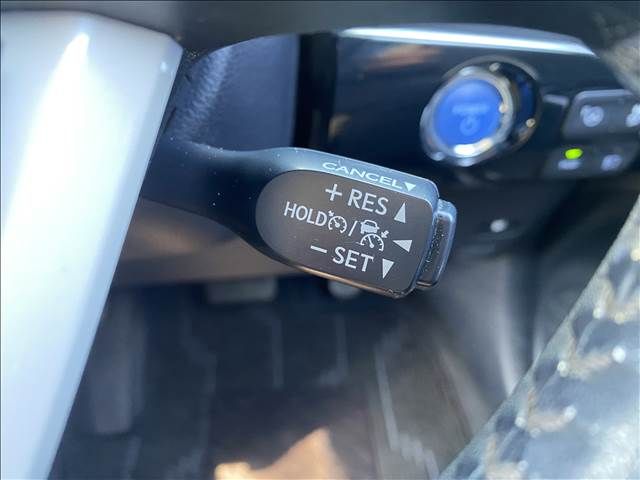 CANCEL▼
+ RES ▲
HOLD / ◀
− SET ▼